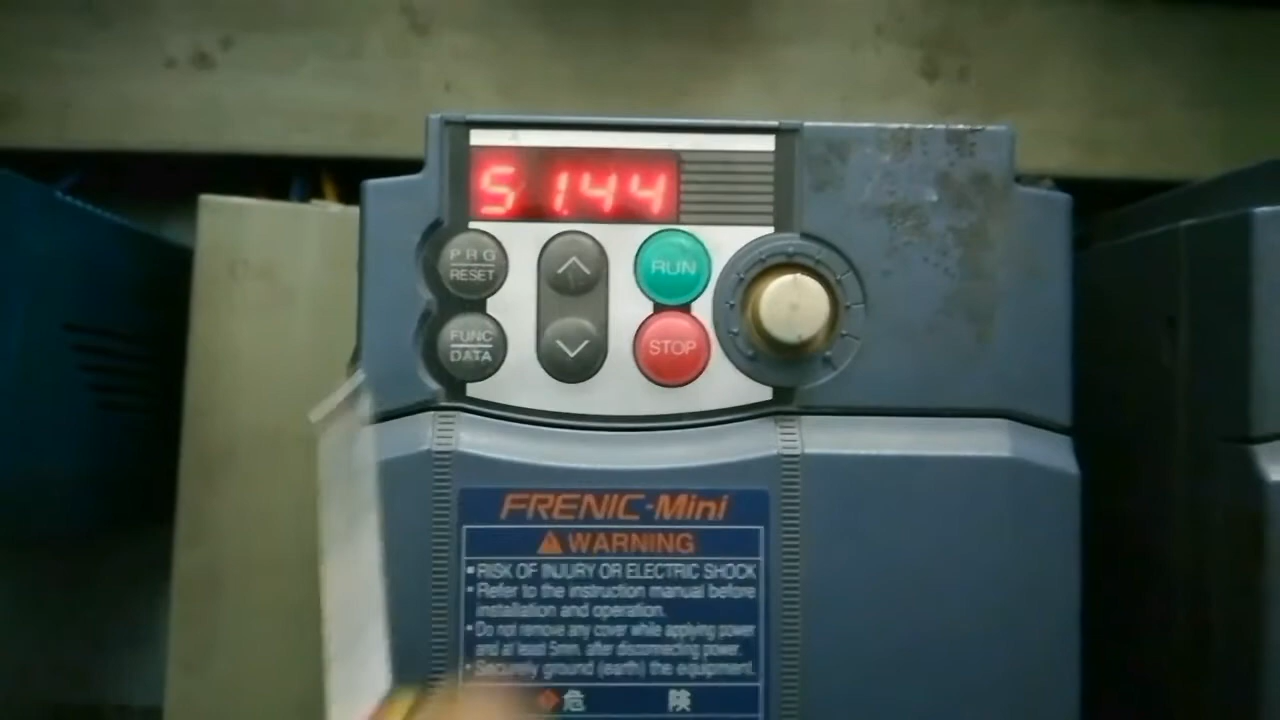 51.44
PRG
RESET
RUN
FUNC
DATA
STOP
FRENIC-Mini
WARNING
RISK OF INJURY OR ELECTRIC SHOCK
Refer to the instruction manual before
installation and operation.
Do not remove any cover while applying power
and at least 5min. after disconnecting power.
Securely ground (earth) the equipment.
危 険